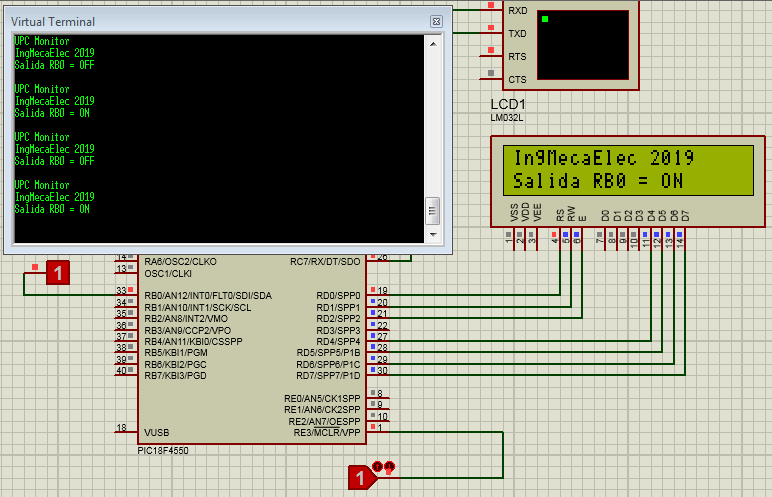 Virtual Terminal
UPC Monitor
IngMecaElec 2019
Salida RB0 = OFF
UPC Monitor
IngMecaElec 2019
Salida RB0 = ON
UPC Monitor
IngMecaElec 2019
Salida RB0 = OFF
UPC Monitor
IngMecaElec 2019
Salida RB0 = ON
RXD
TXD
RTS
CTS
LCD1
LM032L
IngMecaElec 2019
Salida RB0 = ON
VSS
VDD
VEE
RS
RW
E
D0
D1
D2
D3
D4
D5
D6
D7
1
2
3
4
5
6
7
8
9
10
11
12
13
14
14 RA6/OSC2/CLKO RC7/RX/DT/SDO 26
13 OSC1/CLKI
1
33 RB0/AN12/INT0/FLT0/SDI/SDA RD0/SPP0 19
34 RB1/AN10/INT1/SCK/SCL RD1/SPP1 20
35 RB2/AN8/INT2/VMO RD2/SPP2 21
36 RB3/AN9/CCP2/VPO RD3/SPP3 22
37 RB4/AN11/KBI0/CSSPP RD4/SPP4 27
38 RB5/KBI1/PGM RD5/SPP5/P1B 28
39 RB6/KBI2/PGC RD6/SPP6/P1C 29
40 RB7/KBI3/PGD RD7/SPP7/P1D 30
RE0/AN5/CK1SPP 8
RE1/AN6/CK2SPP 9
RE2/AN7/OESPP 10
18 VUSB RE3/MCLR/VPP 1
PIC18F4550
1